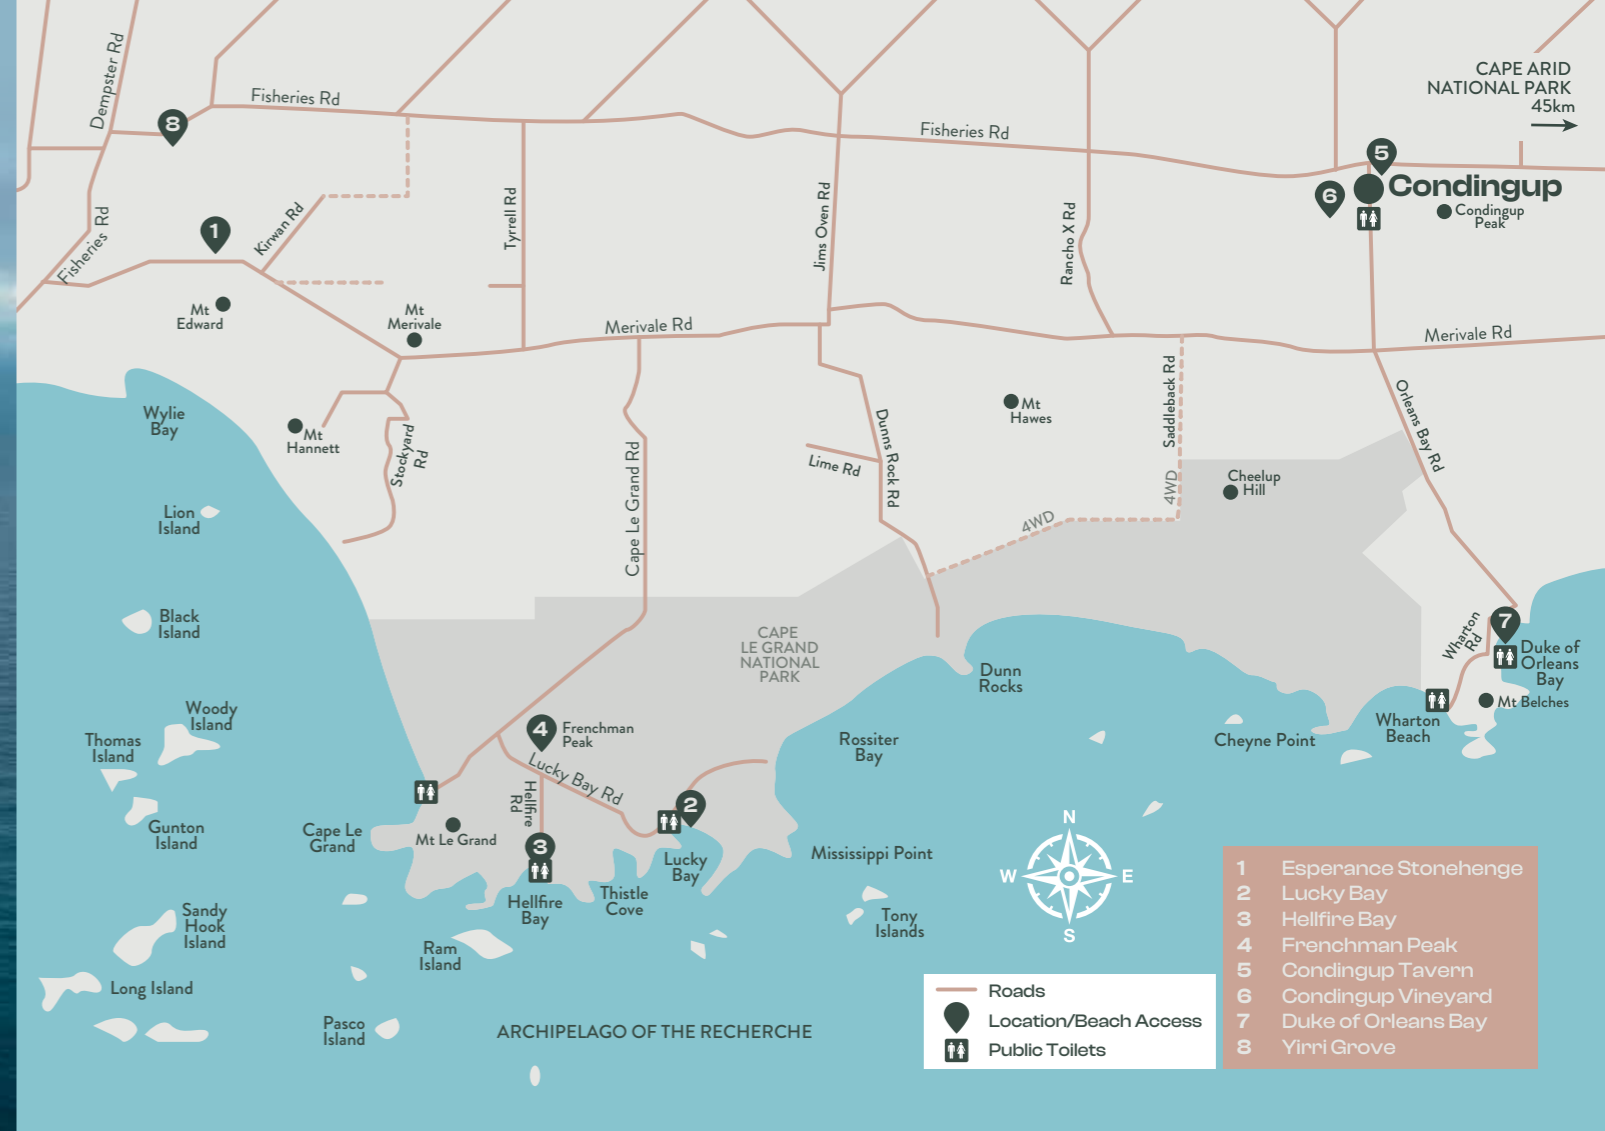 Dempster Rd
Fisheries Rd
8
Fisheries Rd
CAPE ARID
NATIONAL PARK
45km
5
Condingup
6
Condingup
Peak
Fisheries Rd
1
Kirwan Rd
Tyrrell Rd
Jims Oven Rd
Rancho X Rd
Mt
Edward
Mt
Merivale
Merivale Rd
Merivale Rd
Wylie
Bay
Mt
Hannett
Stockyard
Rd
Cape Le Grand Rd
Dunns Rock Rd
Lime Rd
Mt
Hawes
Saddleback Rd
4WD
4WD
Cheelup
Hill
Orleans Bay Rd
Lion
Island
Black
Island
CAPE
LE GRAND
NATIONAL
PARK
Dunn
Rocks
Wharton
Rd
7
Duke of
Orleans
Bay
Mt Belches
Wharton
Beach
Cheyne Point
Woody
Island
Thomas
Island
Gunton
Island
4
Frenchman
Peak
Lucky Bay Rd
Hellfire
Rd
Rossiter
Bay
Cape Le
Grand
Mt Le Grand
2
3
Lucky
Bay
Mississippi Point
Hellfire
Bay
Thistle
Cove
Tony
Islands
Sandy
Hook
Island
Ram
Island
Long Island
Pasco
Island
ARCHIPELAGO OF THE RECHERCHE
N
W
E
S
Roads
Location/Beach Access
Public Toilets
1 Esperance Stonehenge
2 Lucky Bay
3 Hellfire Bay
4 Frenchman Peak
5 Condingup Tavern
6 Condingup Vineyard
7 Duke of Orleans Bay
8 Yirri Grove